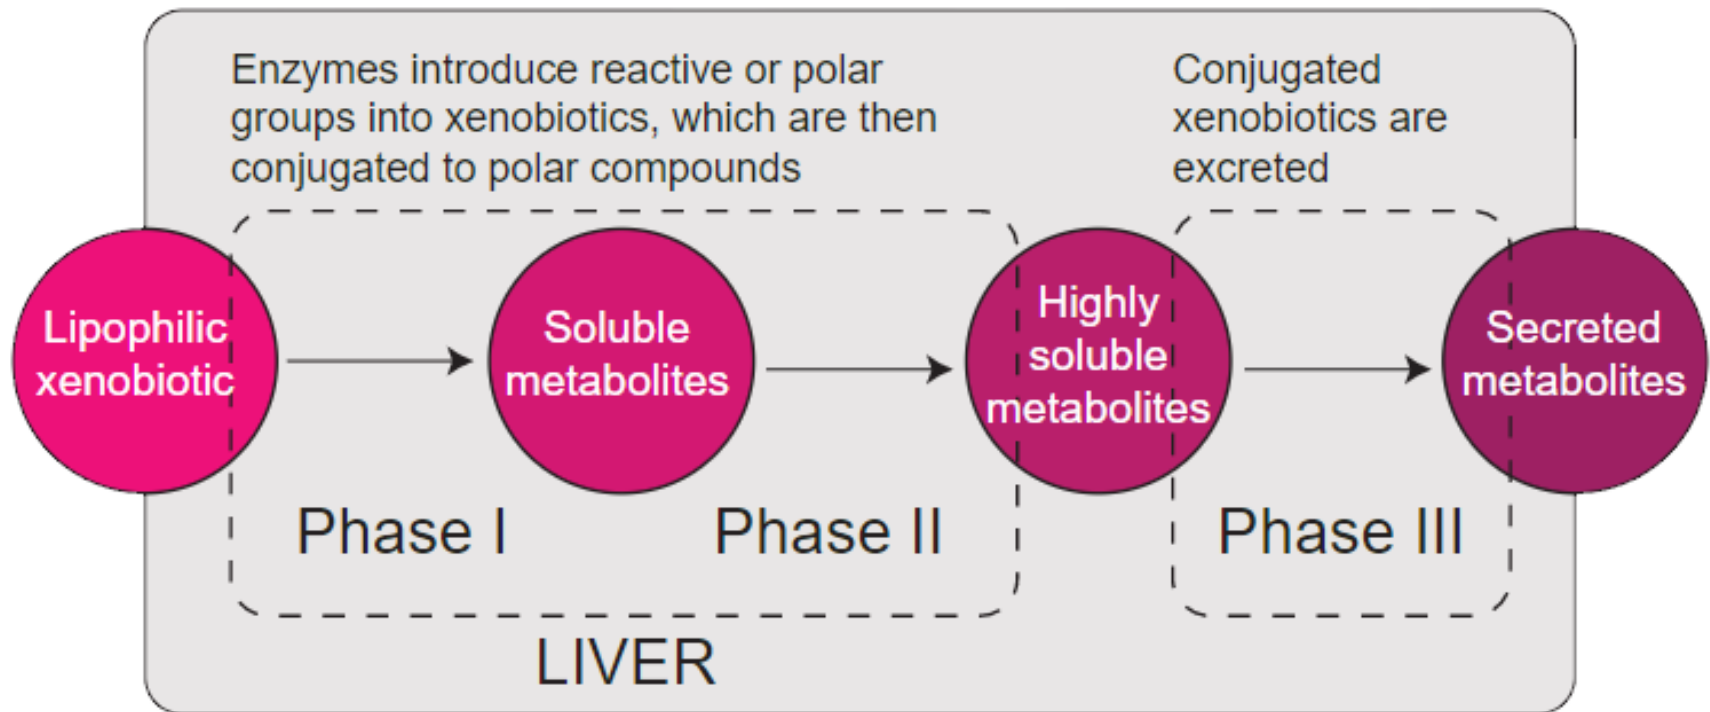 Enzymes introduce reactive or polar
groups into xenobiotics, which are then
conjugated to polar compounds
Conjugated
xenobiotics are
excreted
Lipophilic
xenobiotic
Soluble
metabolites
Highly
soluble
metabolites
Secreted
metabolites
Phase I
Phase II
Phase III
LIVER